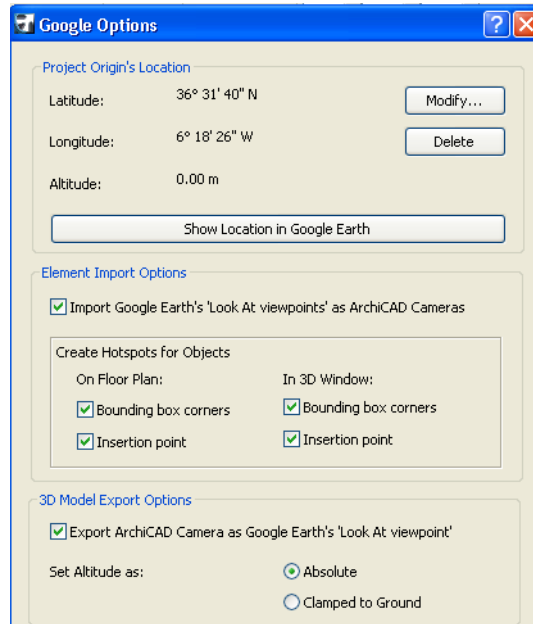 Google Options
Project Origin's Location
Latitude: 36° 31' 40" N Modify...
Longitude: 6° 18' 26" W Delete
Altitude: 0.00 m
Show Location in Google Earth
Element Import Options
Import Google Earth's 'Look At viewpoints' as ArchiCAD Cameras
Create Hotspots for Objects
On Floor Plan: In 3D Window:
Bounding box corners Bounding box corners
Insertion point Insertion point
3D Model Export Options
Export ArchiCAD Camera as Google Earth's 'Look At viewpoint'
Set Altitude as: Absolute
Clamped to Ground